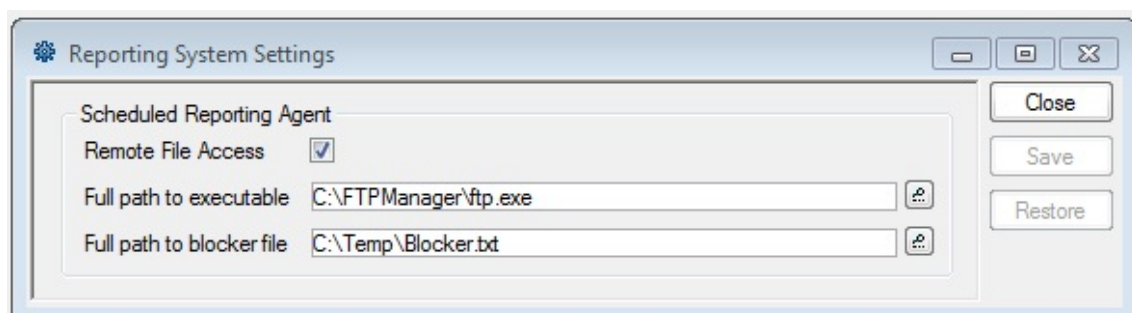 Reporting System Settings
Close
Scheduled Reporting Agent
Remote File Access
Save
Full path to executable C:\FTPManager\ftp.exe
Restore
Full path to blocker file C:\Temp\Blocker.txt